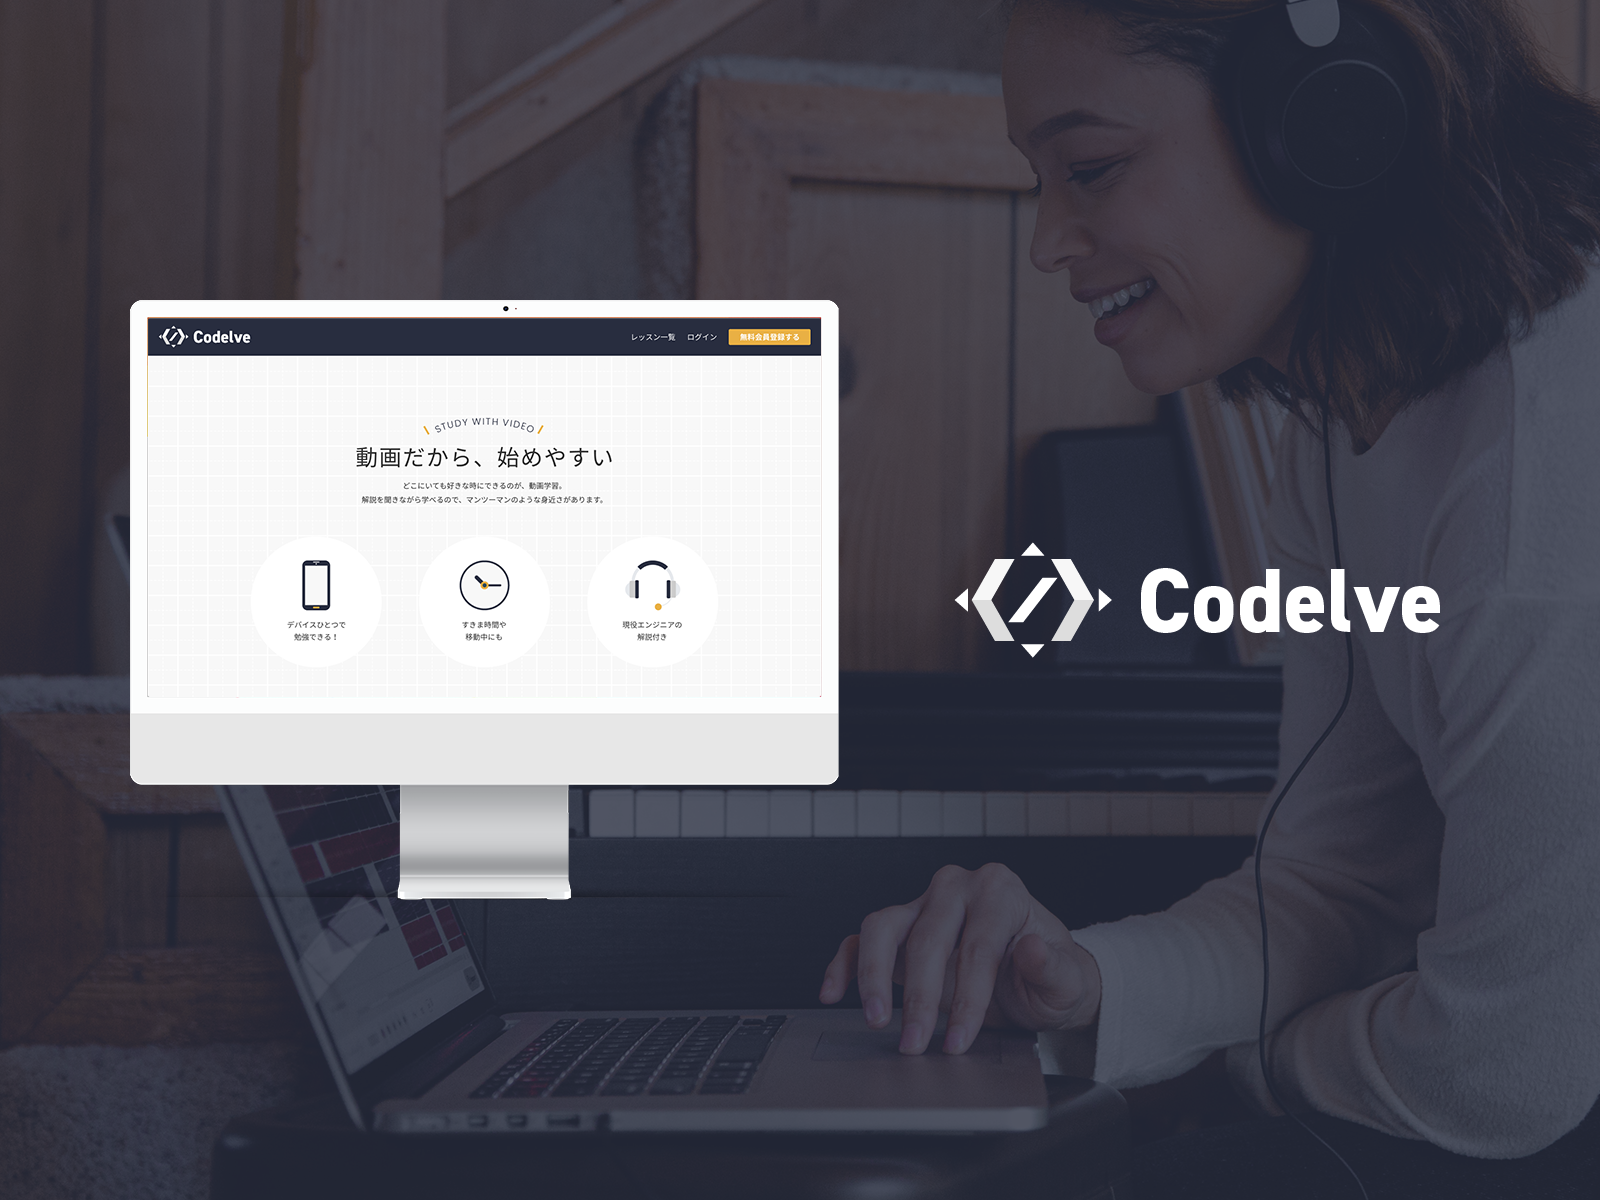 Codelve
レッスン一覧 ログイン 無料会員登録する
STUDY WITH VIDEO
動画だから、始めやすい
どこにいても好きな時にできるのが、動画学習。
解説を聞きながら学べるので、マンツーマンのような身近さがあります。
デバイスひとつで
勉強できる！
すきま時間や
移動中にも
現役エンジニアの
解説付き
Codelve